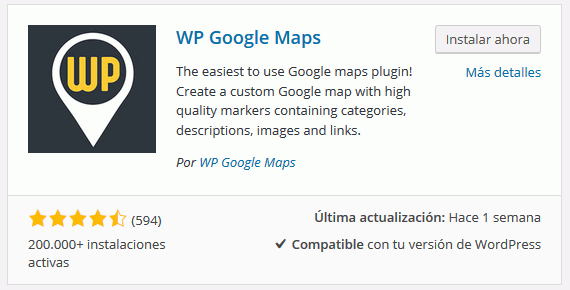 WP
WP Google Maps
Instalar ahora
Más detalles
The easiest to use Google maps plugin!
Create a custom Google map with high
quality markers containing categories,
descriptions, images and links.
Por WP Google Maps
(594)
200.000+ instalaciones
activas
Última actualización: Hace 1 semana
Compatible con tu versión de WordPress